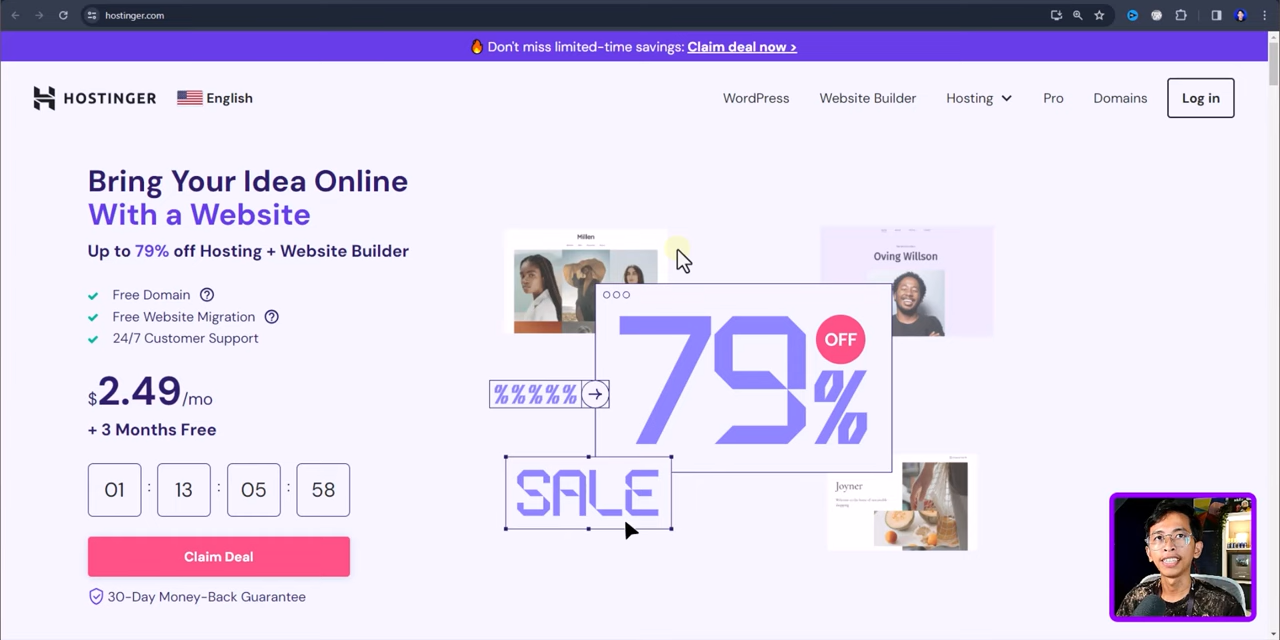 hostinger.com
Don't miss limited-time savings: Claim deal now >
HOSTINGER
English
WordPress
Website Builder
Hosting
Pro
Domains
Log in
Bring Your Idea Online
With a Website
Up to 79% off Hosting + Website Builder
Free Domain
Free Website Migration
24/7 Customer Support
$2.49/mo
+ 3 Months Free
01 : 13 : 05 : 58
Claim Deal
30-Day Money-Back Guarantee
Millen
Oving Willson
79%
OFF
%%%%%
SALE
Joyner